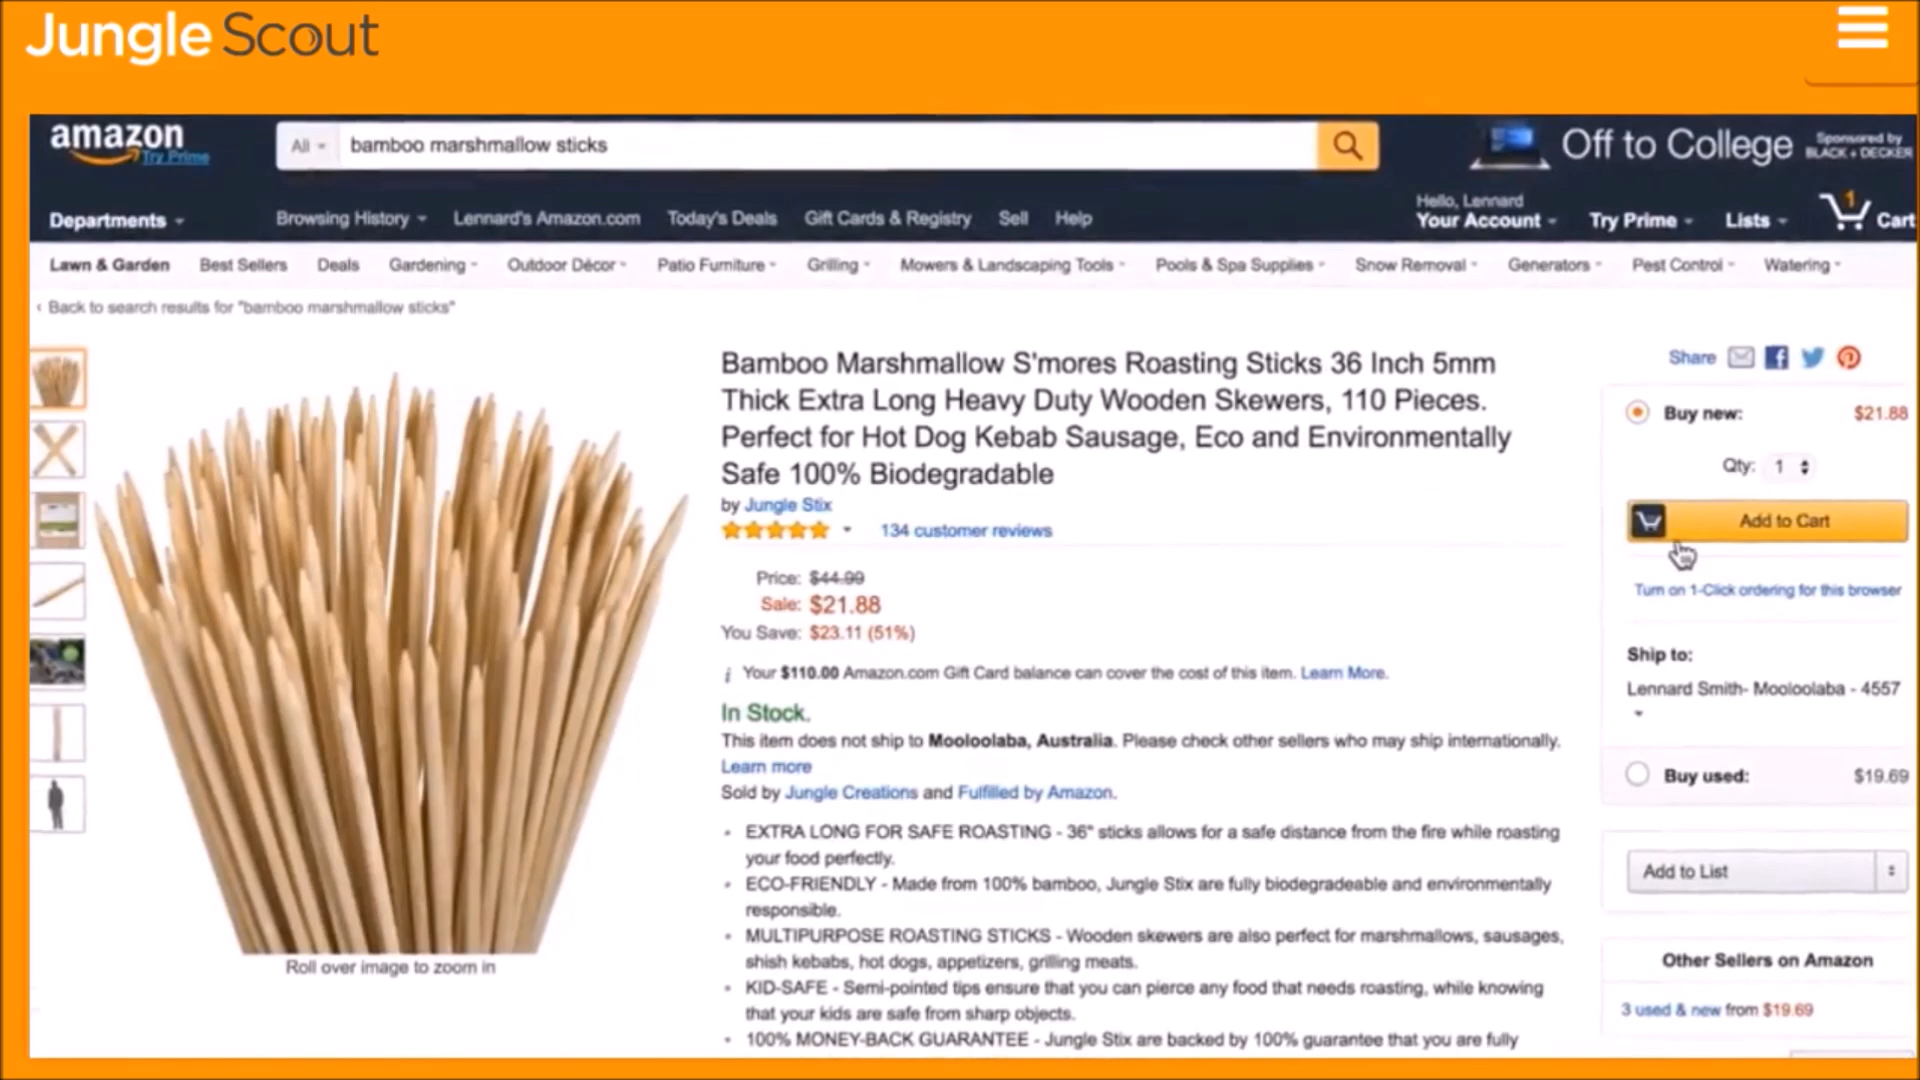 Jungle Scout
amazon
Try Prime
All
bamboo marshmallow sticks
Off to College
Sponsored by
BLACK + DECKER
Departments
Browsing History
Lennard's Amazon.com
Today's Deals
Gift Cards & Registry
Sell
Help
Hello, Lennard
Your Account
Try Prime
Lists
1
Cart
Lawn & Garden
Best Sellers
Deals
Gardening
Outdoor Décor
Patio Furniture
Grilling
Mowers & Landscaping Tools
Pools & Spa Supplies
Snow Removal
Generators
Pest Control
Watering
‹ Back to search results for "bamboo marshmallow sticks"
Roll over image to zoom in
Bamboo Marshmallow S'mores Roasting Sticks 36 Inch 5mm
Thick Extra Long Heavy Duty Wooden Skewers, 110 Pieces.
Perfect for Hot Dog Kebab Sausage, Eco and Environmentally
Safe 100% Biodegradable
by Jungle Stix
134 customer reviews
Price: $44.99
Sale: $21.88
You Save: $23.11 (51%)
i Your $110.00 Amazon.com Gift Card balance can cover the cost of this item. Learn More.
In Stock.
This item does not ship to Mooloolaba, Australia. Please check other sellers who may ship internationally.
Learn more
Sold by Jungle Creations and Fulfilled by Amazon.
EXTRA LONG FOR SAFE ROASTING - 36" sticks allows for a safe distance from the fire while roasting
your food perfectly.
ECO-FRIENDLY - Made from 100% bamboo, Jungle Stix are fully biodegradeable and environmentally
responsible.
MULTIPURPOSE ROASTING STICKS - Wooden skewers are also perfect for marshmallows, sausages,
shish kebabs, hot dogs, appetizers, grilling meats.
KID-SAFE - Semi-pointed tips ensure that you can pierce any food that needs roasting, while knowing
that your kids are safe from sharp objects.
100% MONEY-BACK GUARANTEE - Jungle Stix are backed by 100% guarantee that you are fully
Share
Buy new: $21.88
Qty: 1
Add to Cart
Turn on 1-Click ordering for this browser
Ship to:
Lennard Smith- Mooloolaba - 4557
Buy used: $19.69
Add to List
Other Sellers on Amazon
3 used & new from $19.69